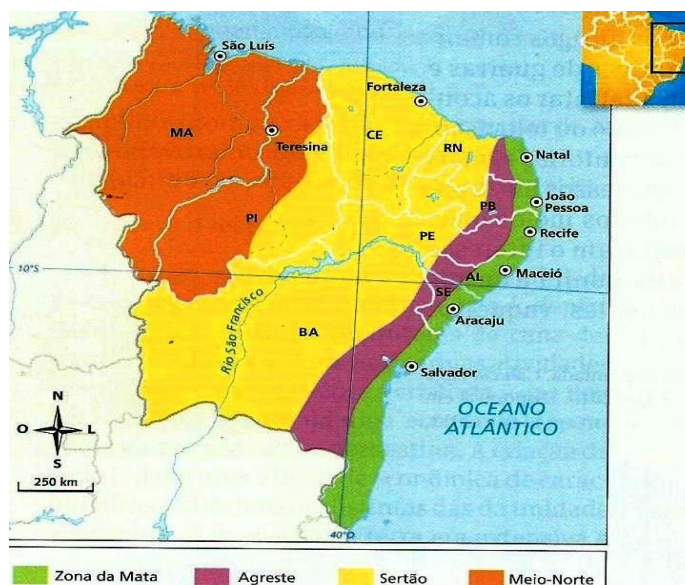 São Luís
Fortaleza
MA
CE
Teresina
RN
Natal
PI
PB
João
Pessoa
PE
Recife
10°S
AL
Maceió
SE
Aracaju
Rio São Francisco
BA
Salvador
N
O
L
S
OCEANO
ATLÂNTICO
250 km
40°O
Zona da Mata
Agreste
Sertão
Meio-Norte